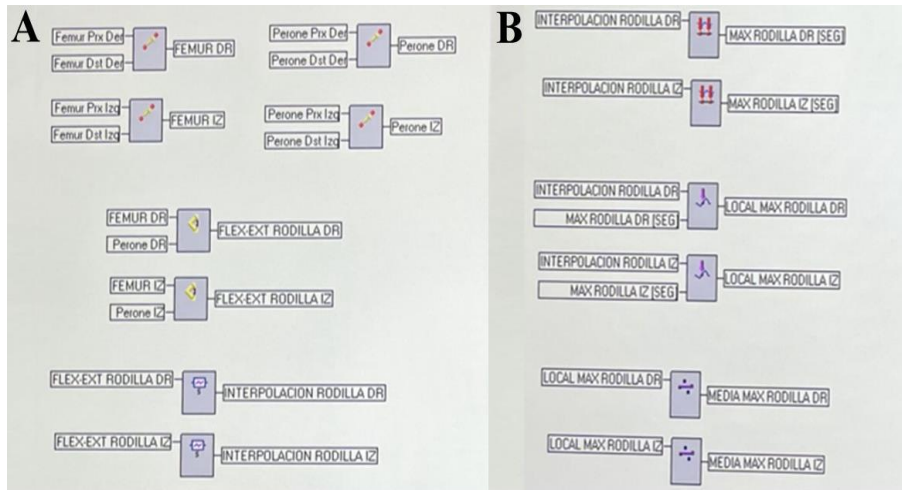 A
Femur Prx Der
Femur Dst Der
FEMUR DR
Perone Prx Der
Perone Dst Der
Perone DR
Femur Prx Izq
Femur Dst Izq
FEMUR IZ
Perone Prx Izq
Perone Dst Izq
Perone IZ
FEMUR DR
Perone DR
FLEX-EXT RODILLA DR
FEMUR IZ
Perone IZ
FLEX-EXT RODILLA IZ
FLEX-EXT RODILLA DR
S
INTERPOLACION RODILLA DR
FLEX-EXT RODILLA IZ
S
INTERPOLACION RODILLA IZ
B
INTERPOLACION RODILLA DR
MAX RODILLA DR [SEG]
INTERPOLACION RODILLA IZ
MAX RODILLA IZ [SEG]
INTERPOLACION RODILLA DR
MAX RODILLA DR [SEG]
LOCAL MAX RODILLA DR
INTERPOLACION RODILLA IZ
MAX RODILLA IZ [SEG]
LOCAL MAX RODILLA IZ
LOCAL MAX RODILLA DR
MEDIA MAX RODILLA DR
LOCAL MAX RODILLA IZ
MEDIA MAX RODILLA IZ